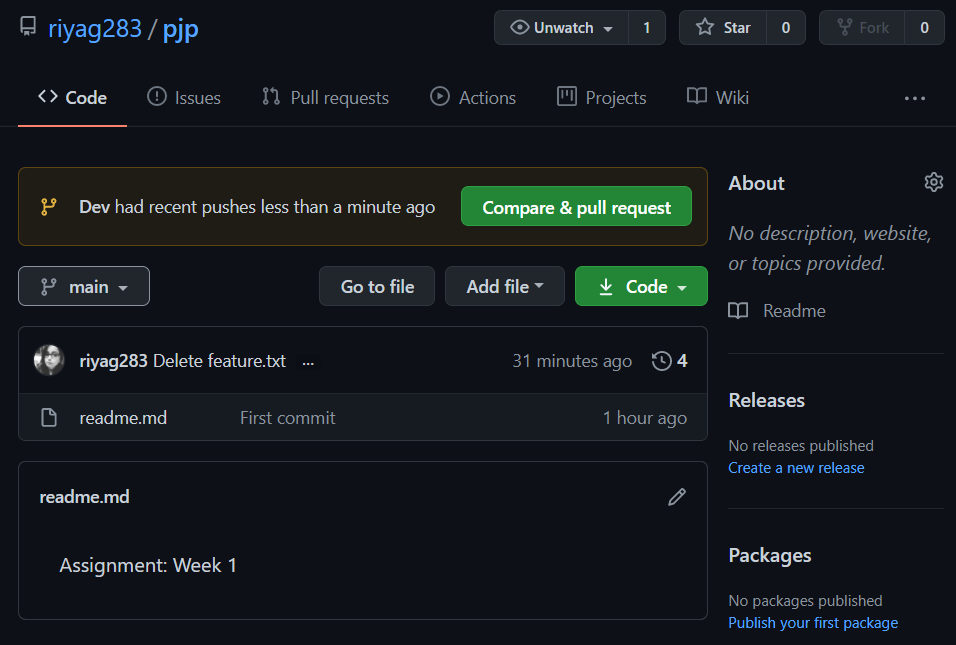 riyag283 / pjp
Unwatch 1
Star 0
Fork 0
Code
Issues
Pull requests
Actions
Projects
Wiki
...
Dev had recent pushes less than a minute ago
Compare & pull request
main
Go to file
Add file
Code
riyag283 Delete feature.txt ... 31 minutes ago 4
readme.md First commit 1 hour ago
readme.md
Assignment: Week 1
About
No description, website,
or topics provided.
Readme
Releases
No releases published
Create a new release
Packages
No packages published
Publish your first package